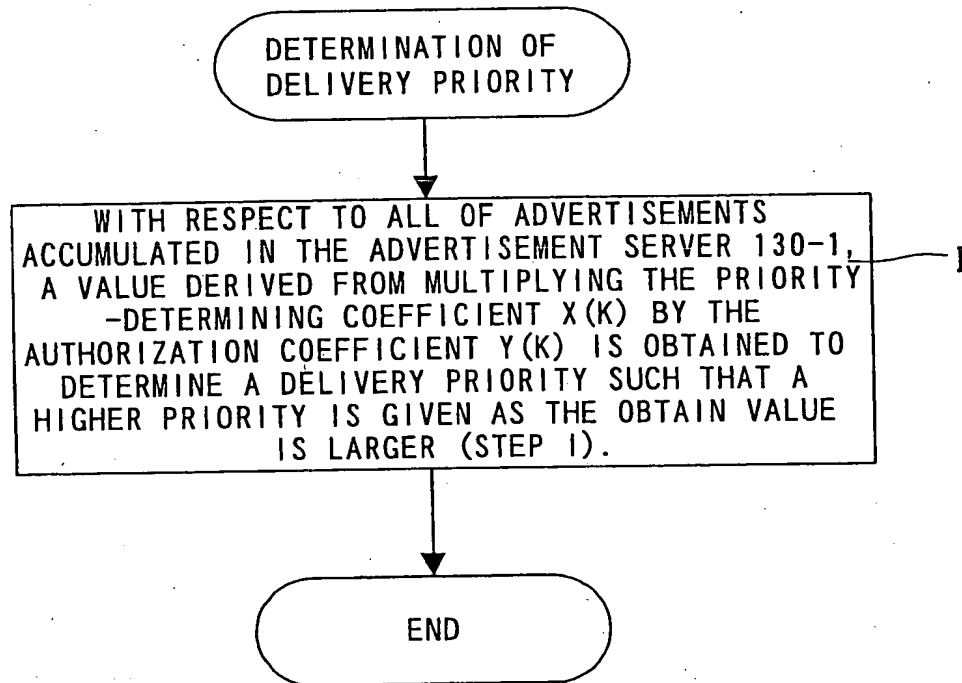 DETERMINATION OF
DELIVERY PRIORITY
WITH RESPECT TO ALL OF ADVERTISEMENTS
ACCUMULATED IN THE ADVERTISEMENT SERVER 130-1,
A VALUE DERIVED FROM MULTIPLYING THE PRIORITY
-DETERMINING COEFFICIENT X(K) BY THE
AUTHORIZATION COEFFICIENT Y(K) IS OBTAINED TO
DETERMINE A DELIVERY PRIORITY SUCH THAT A
HIGHER PRIORITY IS GIVEN AS THE OBTAIN VALUE
IS LARGER (STEP I).
I
END